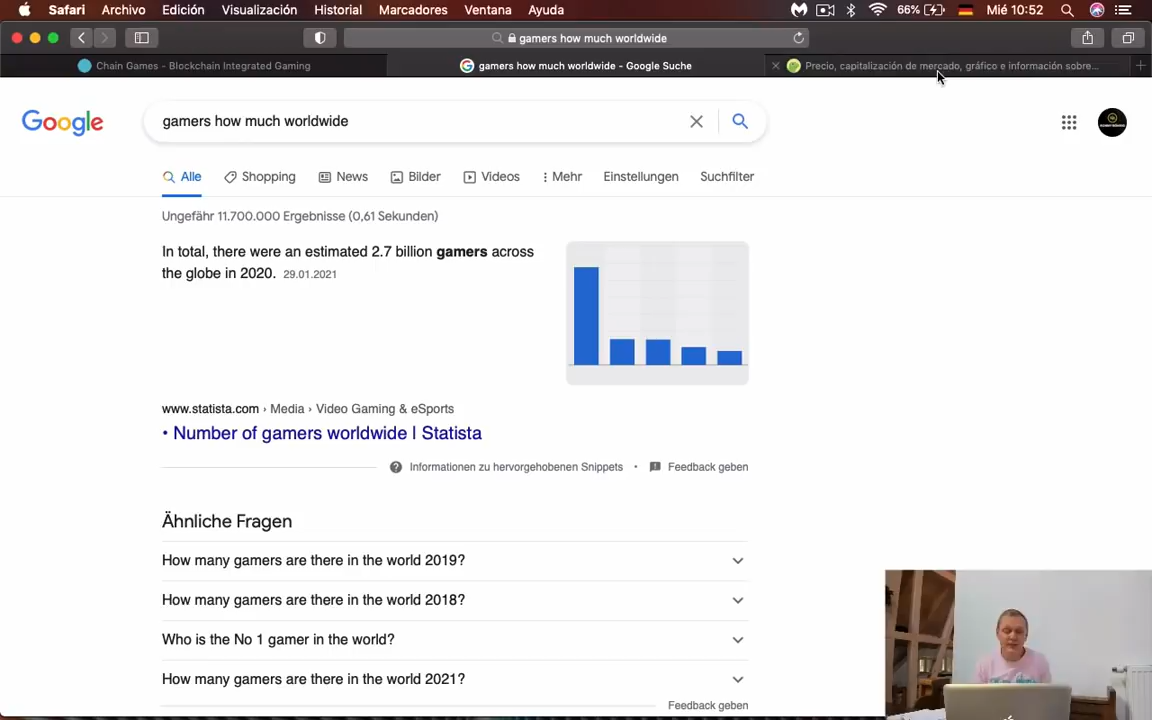 Safari Archivo Edición Visualización Historial Marcadores Ventana Ayuda 66% Mié 10:52
gamers how much worldwide
Chain Games - Blockchain Integrated Gaming
gamers how much worldwide - Google Suche
Precio, capitalización de mercado, gráfico e información sobre...
Google
gamers how much worldwide
Alle Shopping News Bilder Videos Mehr Einstellungen Suchfilter
Ungefähr 11.700.000 Ergebnisse (0,61 Sekunden)
In total, there were an estimated 2.7 billion gamers across
the globe in 2020. 29.01.2021
www.statista.com › Media › Video Gaming & eSports
• Number of gamers worldwide | Statista
Informationen zu hervorgehobenen Snippets • Feedback geben
Ähnliche Fragen
How many gamers are there in the world 2019?
How many gamers are there in the world 2018?
Who is the No 1 gamer in the world?
How many gamers are there in the world 2021?
Feedback geben